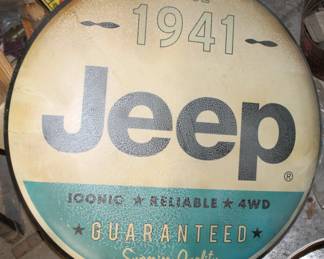 1941
Jeep
®
ICONIC ★ RELIABLE ★ 4WD
★ GUARANTEED ★